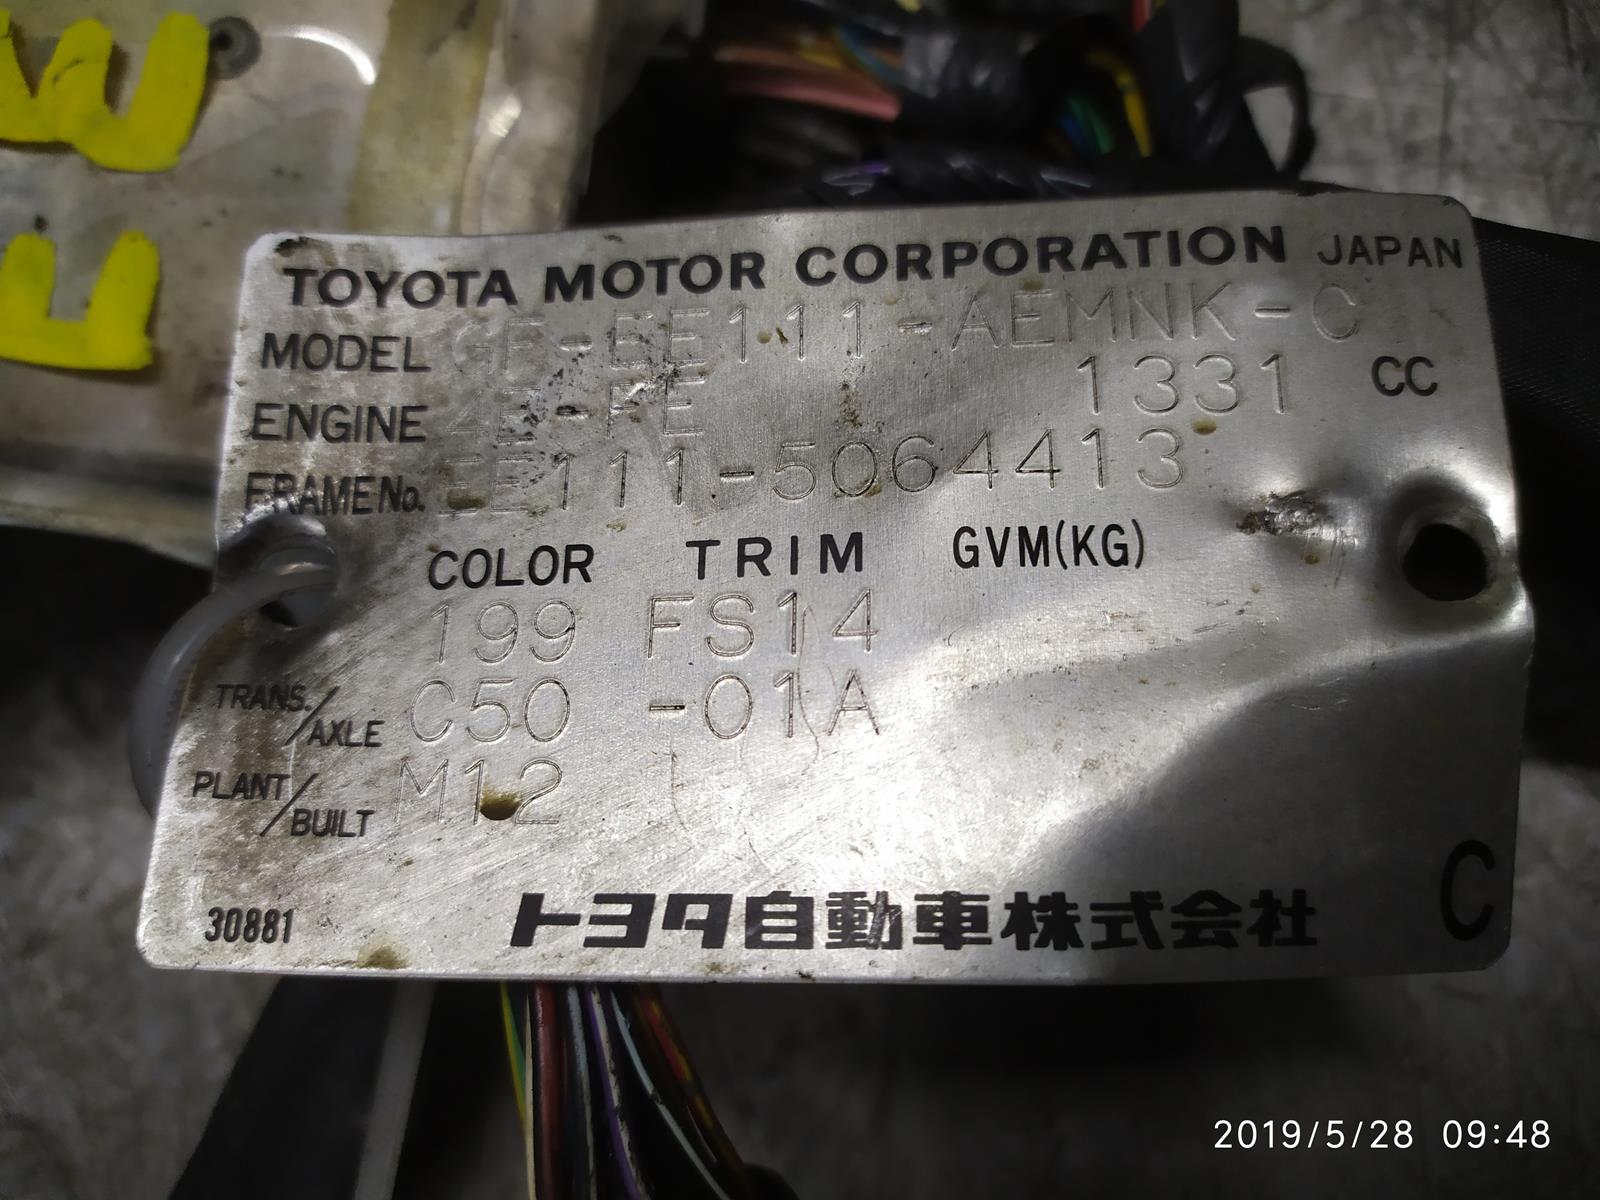 TOYOTA MOTOR CORPORATION JAPAN
MODEL GF-EE111-AEMNK-C
ENGINE 4E-FE 1331 CC
FRAME No. EE111-5064413
COLOR TRIM GVM(KG)
199 FS14
TRANS./AXLE C50 -01A
PLANT/BUILT M12
30881 トヨタ自動車株式会社 C
2019/5/28 09:48